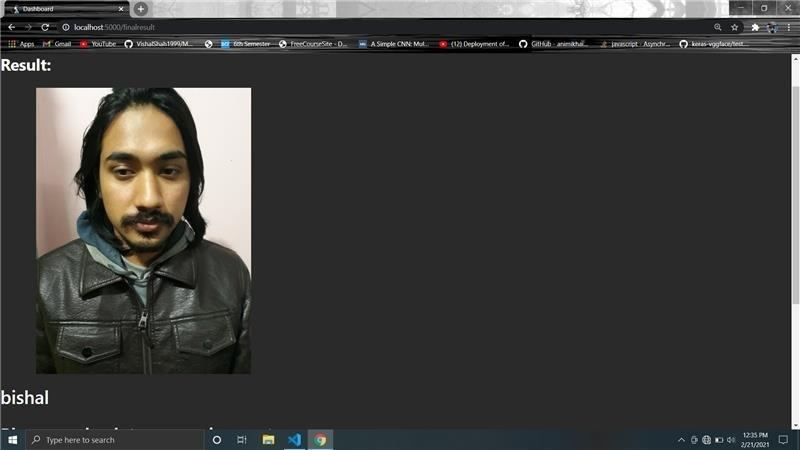 Dashboard
localhost:5000/finalresult
Apps
Gmail
YouTube
VishalShah1999/M...
6th Semester
FreeCourseSite - D...
A Simple CNN: Mul...
(12) Deployment of...
GitHub - animikhai...
javascript - Asynchr...
keras-vggface/test...
Result:
bishal
Type here to search
12:35 PM
2/21/2021